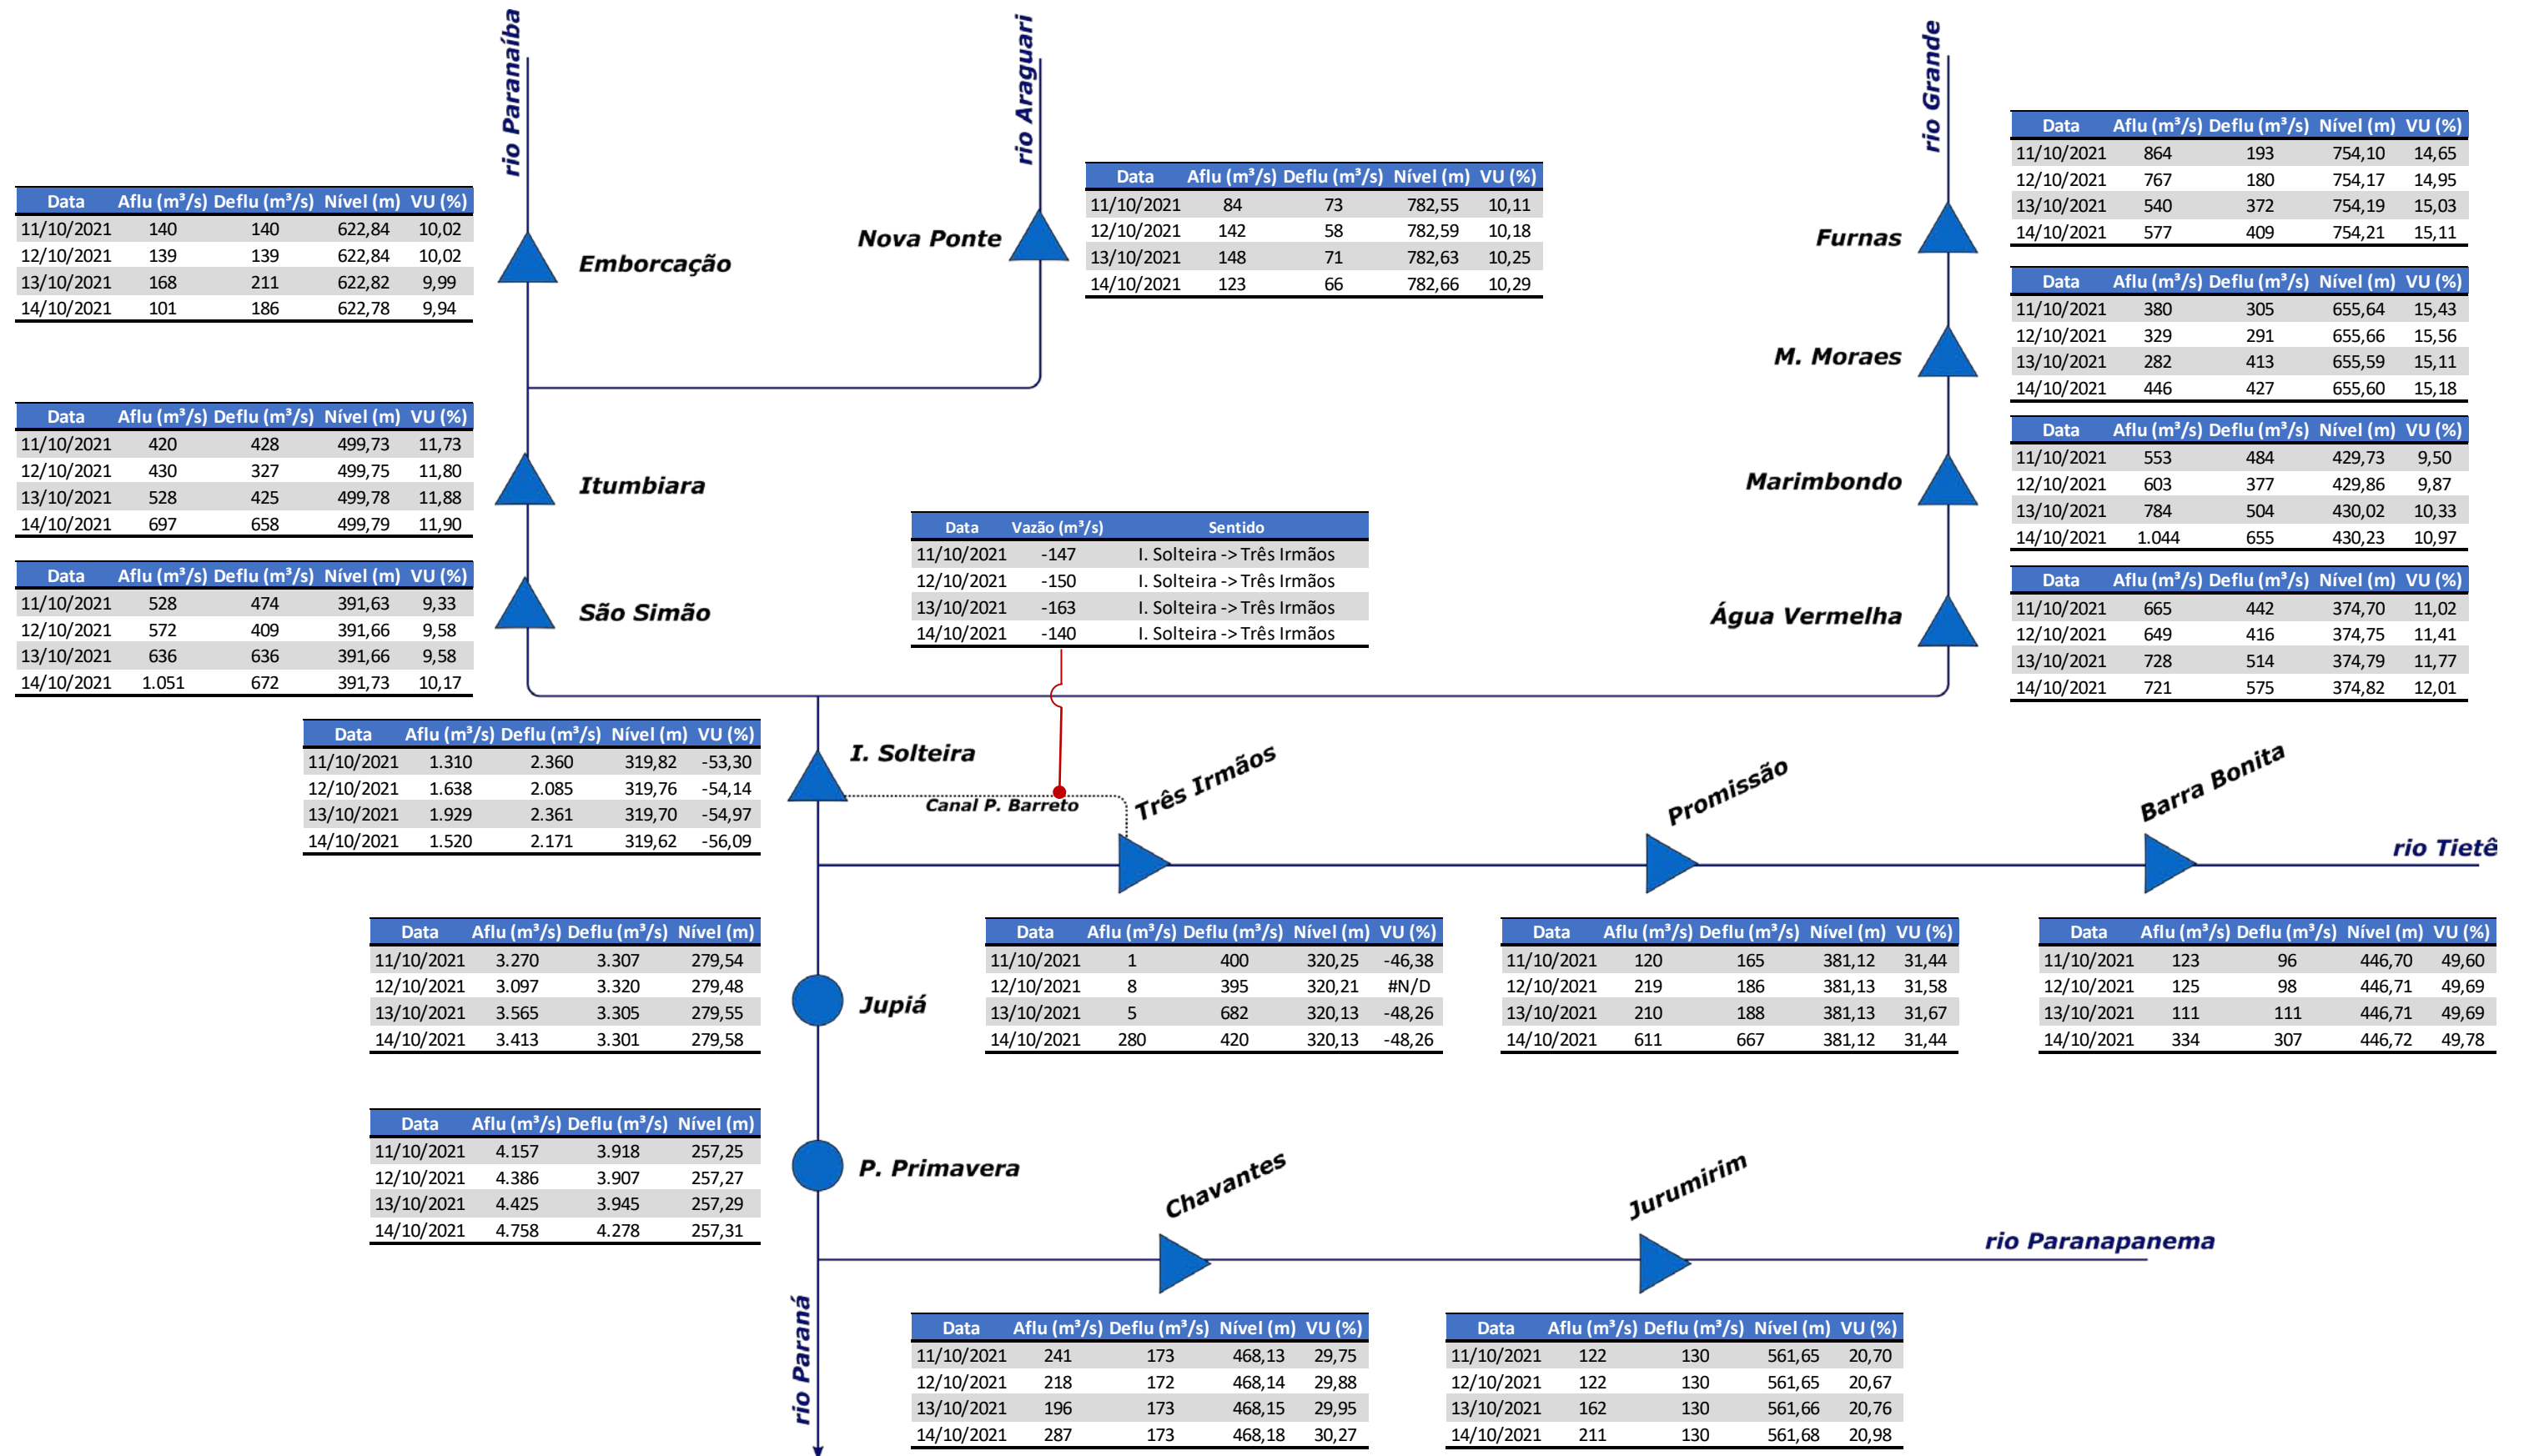 rio Paranaíba
rio Araguari
rio Grande
Data Aflu (m³/s) Deflu (m³/s) Nível (m) VU (%)
11/10/2021 140 140 622,84 10,02
12/10/2021 139 139 622,84 10,02
13/10/2021 168 211 622,82 9,99
14/10/2021 101 186 622,78 9,94
Emborcação
Nova Ponte
Data Aflu (m³/s) Deflu (m³/s) Nível (m) VU (%)
11/10/2021 84 73 782,55 10,11
12/10/2021 142 58 782,59 10,18
13/10/2021 148 71 782,63 10,25
14/10/2021 123 66 782,66 10,29
Furnas
Data Aflu (m³/s) Deflu (m³/s) Nível (m) VU (%)
11/10/2021 864 193 754,10 14,65
12/10/2021 767 180 754,17 14,95
13/10/2021 540 372 754,19 15,03
14/10/2021 577 409 754,21 15,11
M. Moraes
Data Aflu (m³/s) Deflu (m³/s) Nível (m) VU (%)
11/10/2021 380 305 655,64 15,43
12/10/2021 329 291 655,66 15,56
13/10/2021 282 413 655,59 15,11
14/10/2021 446 427 655,60 15,18
Data Aflu (m³/s) Deflu (m³/s) Nível (m) VU (%)
11/10/2021 420 428 499,73 11,73
12/10/2021 430 327 499,75 11,80
13/10/2021 528 425 499,78 11,88
14/10/2021 697 658 499,79 11,90
Itumbiara
Marimbondo
Data Aflu (m³/s) Deflu (m³/s) Nível (m) VU (%)
11/10/2021 553 484 429,73 9,50
12/10/2021 603 377 429,86 9,87
13/10/2021 784 504 430,02 10,33
14/10/2021 1.044 655 430,23 10,97
Data Aflu (m³/s) Deflu (m³/s) Nível (m) VU (%)
11/10/2021 528 474 391,63 9,33
12/10/2021 572 409 391,66 9,58
13/10/2021 636 636 391,66 9,58
14/10/2021 1.051 672 391,73 10,17
São Simão
Data Vazão (m³/s) Sentido
11/10/2021 -147 I. Solteira -> Três Irmãos
12/10/2021 -150 I. Solteira -> Três Irmãos
13/10/2021 -163 I. Solteira -> Três Irmãos
14/10/2021 -140 I. Solteira -> Três Irmãos
Água Vermelha
Data Aflu (m³/s) Deflu (m³/s) Nível (m) VU (%)
11/10/2021 665 442 374,70 11,02
12/10/2021 649 416 374,75 11,41
13/10/2021 728 514 374,79 11,77
14/10/2021 721 575 374,82 12,01
Data Aflu (m³/s) Deflu (m³/s) Nível (m) VU (%)
11/10/2021 1.310 2.360 319,82 -53,30
12/10/2021 1.638 2.085 319,76 -54,14
13/10/2021 1.929 2.361 319,70 -54,97
14/10/2021 1.520 2.171 319,62 -56,09
I. Solteira
Canal P. Barreto
Três Irmãos
Promissão
Barra Bonita
rio Tietê
Data Aflu (m³/s) Deflu (m³/s) Nível (m)
11/10/2021 3.270 3.307 279,54
12/10/2021 3.097 3.320 279,48
13/10/2021 3.565 3.305 279,55
14/10/2021 3.413 3.301 279,58
Jupiá
Data Aflu (m³/s) Deflu (m³/s) Nível (m) VU (%)
11/10/2021 1 400 320,25 -46,38
12/10/2021 8 395 320,21 #N/D
13/10/2021 5 682 320,13 -48,26
14/10/2021 280 420 320,13 -48,26
Data Aflu (m³/s) Deflu (m³/s) Nível (m) VU (%)
11/10/2021 120 165 381,12 31,44
12/10/2021 219 186 381,13 31,58
13/10/2021 210 188 381,13 31,67
14/10/2021 611 667 381,12 31,44
Data Aflu (m³/s) Deflu (m³/s) Nível (m) VU (%)
11/10/2021 123 96 446,70 49,60
12/10/2021 125 98 446,71 49,69
13/10/2021 111 111 446,71 49,69
14/10/2021 334 307 446,72 49,78
Data Aflu (m³/s) Deflu (m³/s) Nível (m)
11/10/2021 4.157 3.918 257,25
12/10/2021 4.386 3.907 257,27
13/10/2021 4.425 3.945 257,29
14/10/2021 4.758 4.278 257,31
P. Primavera
Chavantes
Jurumirim
rio Paranapanema
rio Paraná
Data Aflu (m³/s) Deflu (m³/s) Nível (m) VU (%)
11/10/2021 241 173 468,13 29,75
12/10/2021 218 172 468,14 29,88
13/10/2021 196 173 468,15 29,95
14/10/2021 287 173 468,18 30,27
Data Aflu (m³/s) Deflu (m³/s) Nível (m) VU (%)
11/10/2021 122 130 561,65 20,70
12/10/2021 122 130 561,65 20,67
13/10/2021 162 130 561,66 20,76
14/10/2021 211 130 561,68 20,98